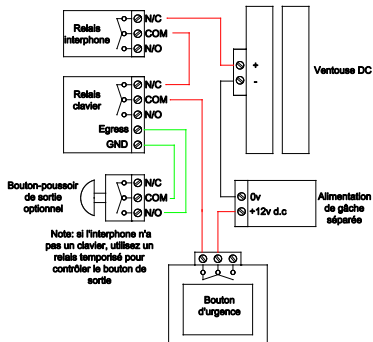 Relais
interphone
N/C
COM
N/O
Relais
clavier
N/C
COM
N/O
Egress
GND
Bouton-poussoir
de sortie
optionnel
N/C
COM
N/O
Note: si l'interphone n'a
pas un clavier, utilisez un
relais temporisé pour
contrôler le bouton de
sortie
+
-
Ventouse DC
0v
+12v d.c
Alimentation
de gâche
séparée
Bouton
d'urgence